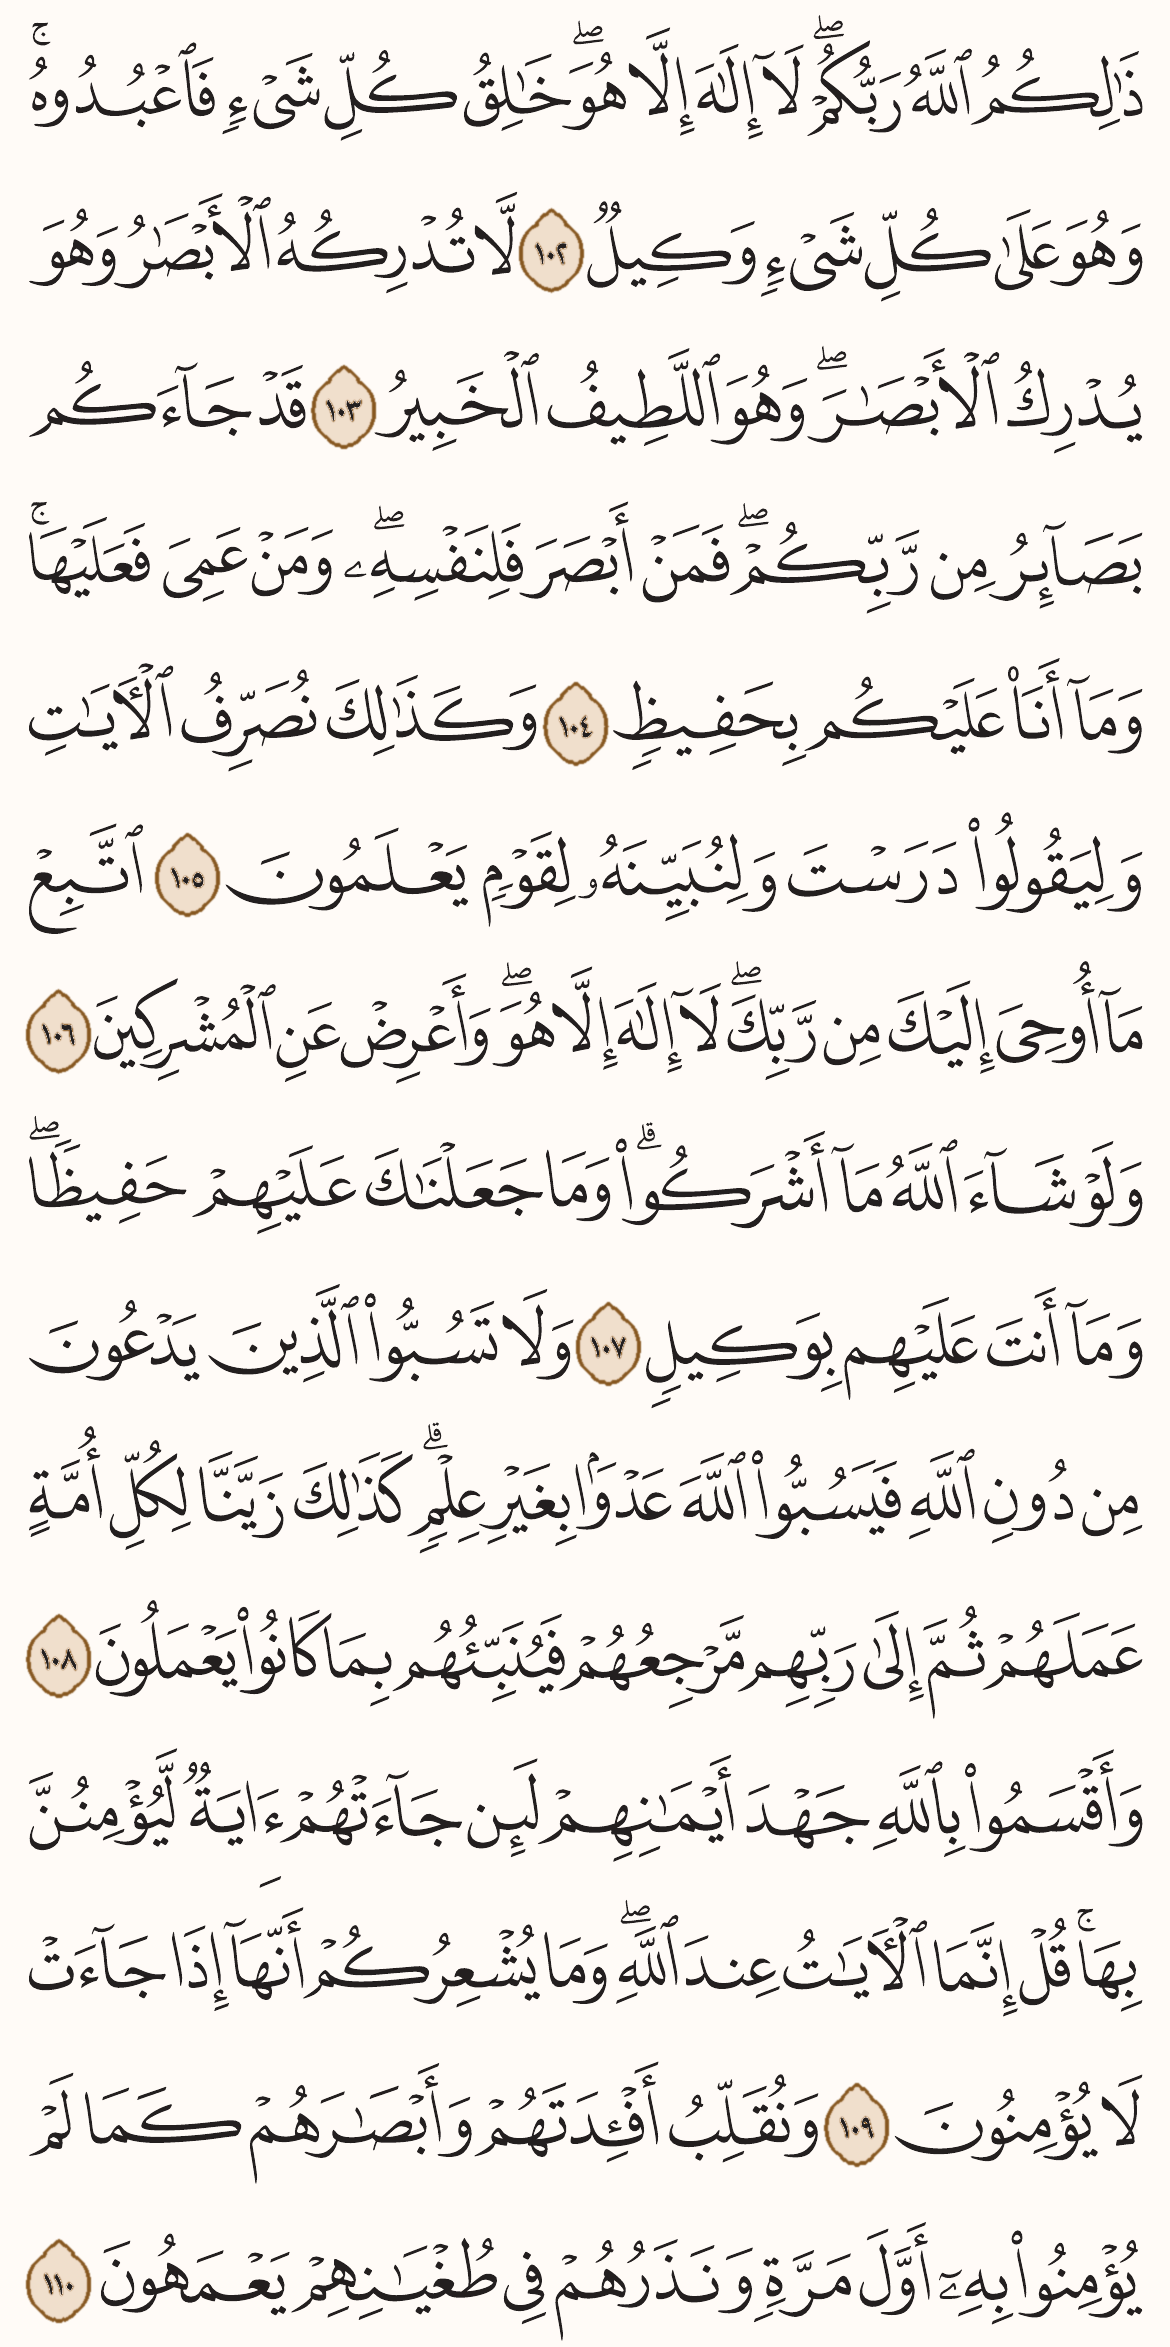 ذَٰلِكُمُ ٱللَّهُ رَبُّكُمْۖ لَآ إِلَٰهَ إِلَّا هُوَۖ خَٰلِقُ كُلِّ شَىْءٍ فَٱعْبُدُوهُۚ
وَهُوَ عَلَىٰ كُلِّ شَىْءٍ وَكِيلٌ ١٠٢ لَّا تُدْرِكُهُ ٱلْأَبْصَٰرُ وَهُوَ
يُدْرِكُ ٱلْأَبْصَٰرَۖ وَهُوَ ٱللَّطِيفُ ٱلْخَبِيرُ ١٠٣ قَدْ جَآءَكُم
بَصَآئِرُ مِن رَّبِّكُمْۖ فَمَنْ أَبْصَرَ فَلِنَفْسِهِۦۖ وَمَنْ عَمِىَ فَعَلَيْهَاۚ
وَمَآ أَنَا۠ عَلَيْكُم بِحَفِيظٍ ١٠٤ وَكَذَٰلِكَ نُصَرِّفُ ٱلْـَٔايَٰتِ
وَلِيَقُولُوا۟ دَرَسْتَ وَلِنُبَيِّنَهُۥ لِقَوْمٍ يَعْلَمُونَ ١٠٥ ٱتَّبِعْ
مَآ أُوحِىَ إِلَيْكَ مِن رَّبِّكَۖ لَآ إِلَٰهَ إِلَّا هُوَۖ وَأَعْرِضْ عَنِ ٱلْمُشْرِكِينَ ١٠٦
وَلَوْ شَآءَ ٱللَّهُ مَآ أَشْرَكُوا۟ۗ وَمَا جَعَلْنَٰكَ عَلَيْهِمْ حَفِيظًاۖ
وَمَآ أَنتَ عَلَيْهِم بِوَكِيلٍ ١٠٧ وَلَا تَسُبُّوا۟ ٱلَّذِينَ يَدْعُونَ
مِن دُونِ ٱللَّهِ فَيَسُبُّوا۟ ٱللَّهَ عَدْوًۢا بِغَيْرِ عِلْمٍۗ كَذَٰلِكَ زَيَّنَّا لِكُلِّ أُمَّةٍ
عَمَلَهُمْ ثُمَّ إِلَىٰ رَبِّهِم مَّرْجِعُهُمْ فَيُنَبِّئُهُم بِمَا كَانُوا۟ يَعْمَلُونَ ١٠٨
وَأَقْسَمُوا۟ بِٱللَّهِ جَهْدَ أَيْمَٰنِهِمْ لَئِن جَآءَتْهُمْ ءَايَةٌ لَّيُؤْمِنُنَّ
بِهَاۚ قُلْ إِنَّمَا ٱلْـَٔايَٰتُ عِندَ ٱللَّهِۖ وَمَا يُشْعِرُكُمْ أَنَّهَآ إِذَا جَآءَتْ
لَا يُؤْمِنُونَ ١٠٩ وَنُقَلِّبُ أَفْـِٔدَتَهُمْ وَأَبْصَٰرَهُمْ كَمَا لَمْ
يُؤْمِنُوا۟ بِهِۦٓ أَوَّلَ مَرَّةٍ وَنَذَرُهُمْ فِى طُغْيَٰنِهِمْ يَعْمَهُونَ ١١٠